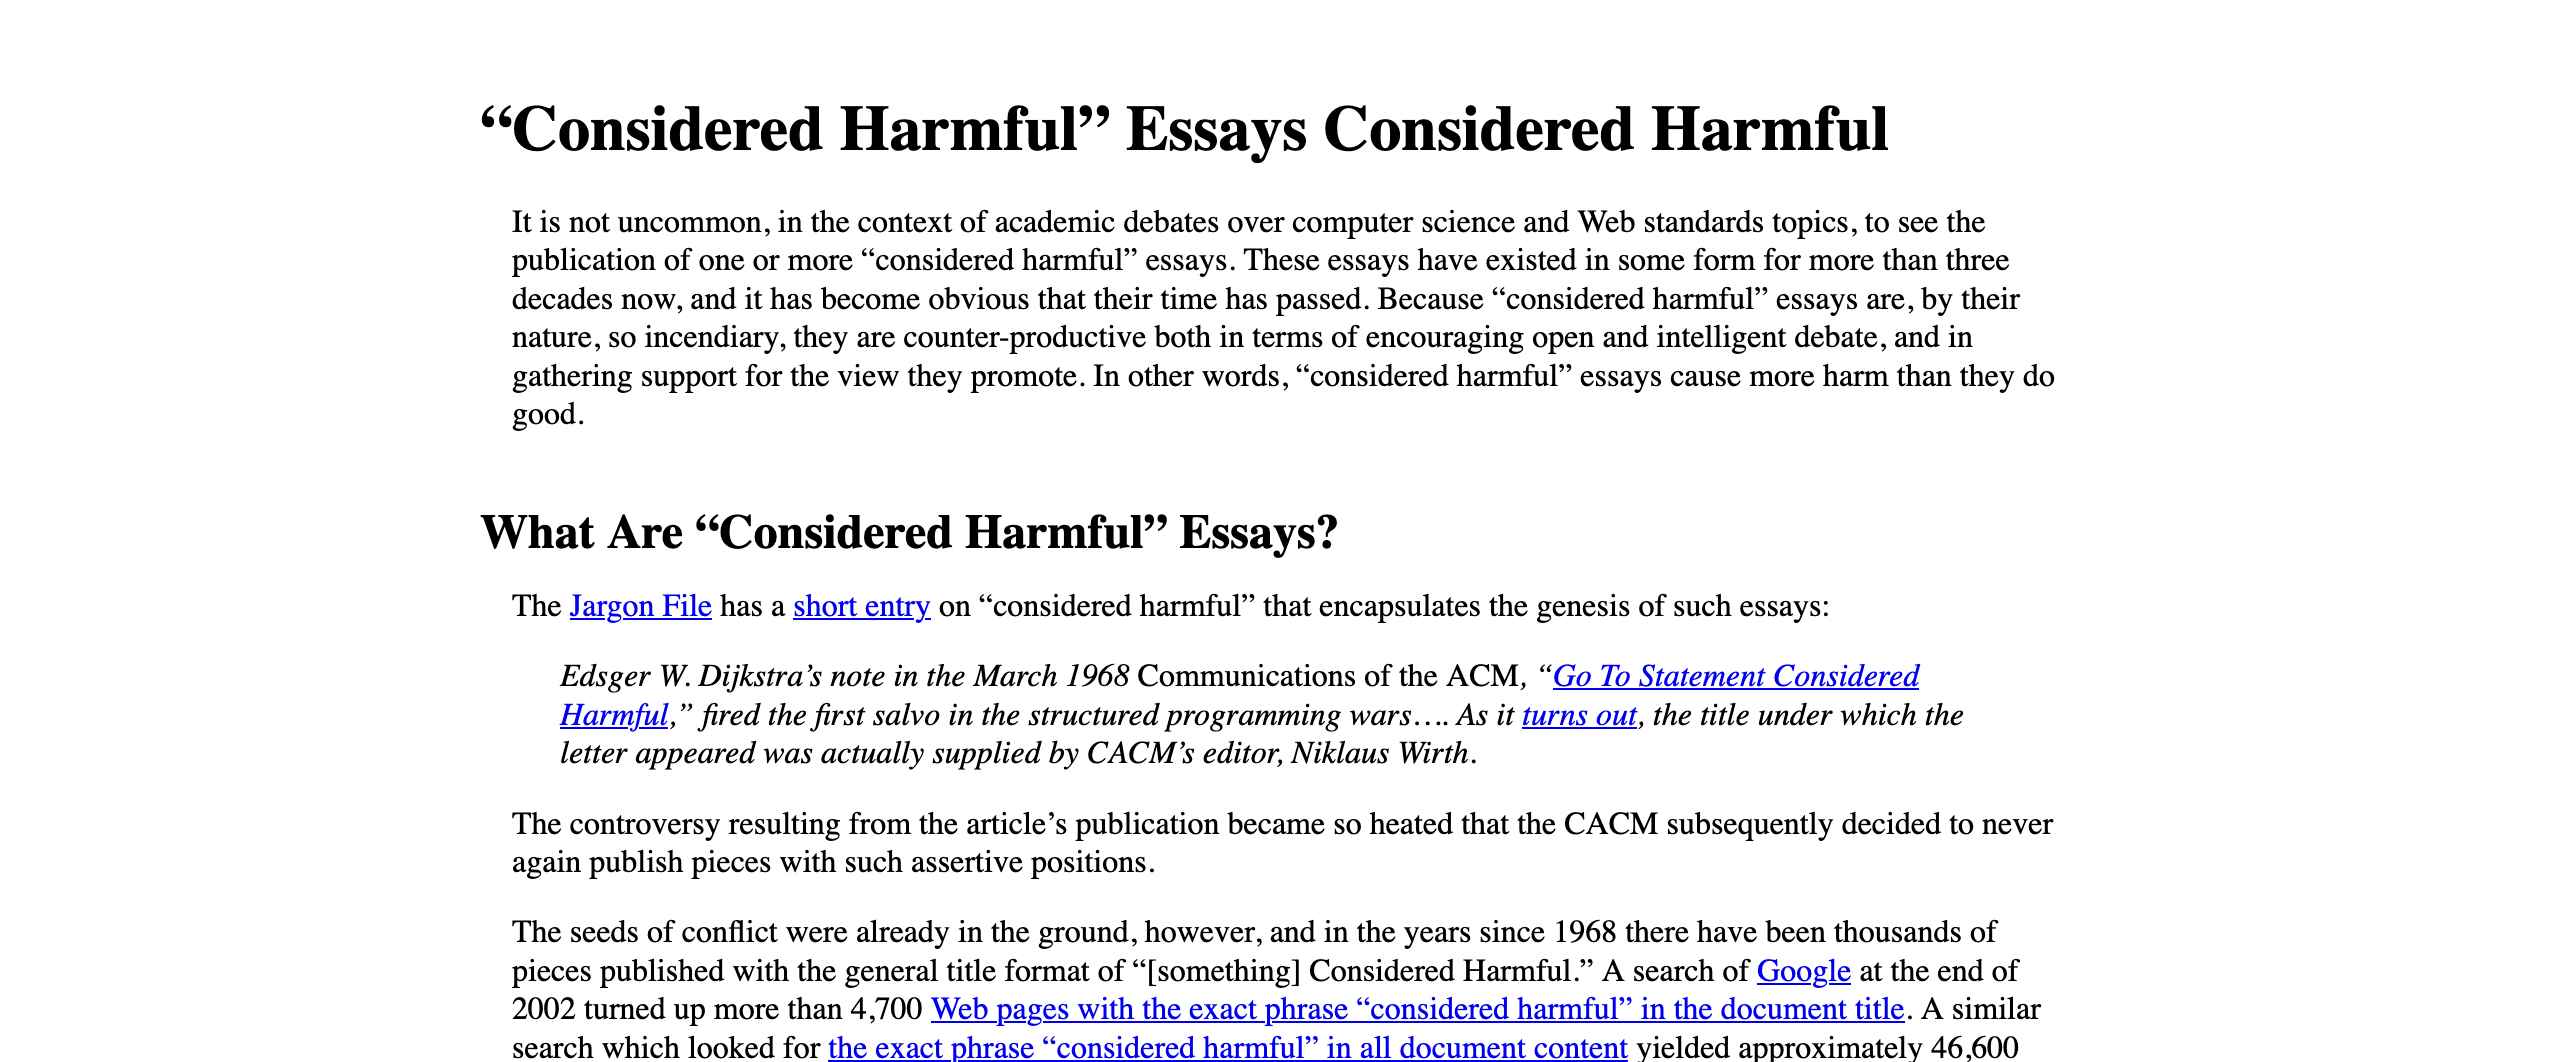 “Considered Harmful” Essays Considered Harmful
It is not uncommon, in the context of academic debates over computer science and Web standards topics, to see the
publication of one or more “considered harmful” essays. These essays have existed in some form for more than three
decades now, and it has become obvious that their time has passed. Because “considered harmful” essays are, by their
nature, so incendiary, they are counter-productive both in terms of encouraging open and intelligent debate, and in
gathering support for the view they promote. In other words, “considered harmful” essays cause more harm than they do
good.
What Are “Considered Harmful” Essays?
The Jargon File has a short entry on “considered harmful” that encapsulates the genesis of such essays:
Edsger W. Dijkstra’s note in the March 1968 Communications of the ACM, “Go To Statement Considered
Harmful,” fired the first salvo in the structured programming wars…. As it turns out, the title under which the
letter appeared was actually supplied by CACM’s editor, Niklaus Wirth.
The controversy resulting from the article’s publication became so heated that the CACM subsequently decided to never
again publish pieces with such assertive positions.
The seeds of conflict were already in the ground, however, and in the years since 1968 there have been thousands of
pieces published with the general title format of “[something] Considered Harmful.” A search of Google at the end of
2002 turned up more than 4,700 Web pages with the exact phrase “considered harmful” in the document title. A similar
search which looked for the exact phrase “considered harmful” in all document content yielded approximately 46,600